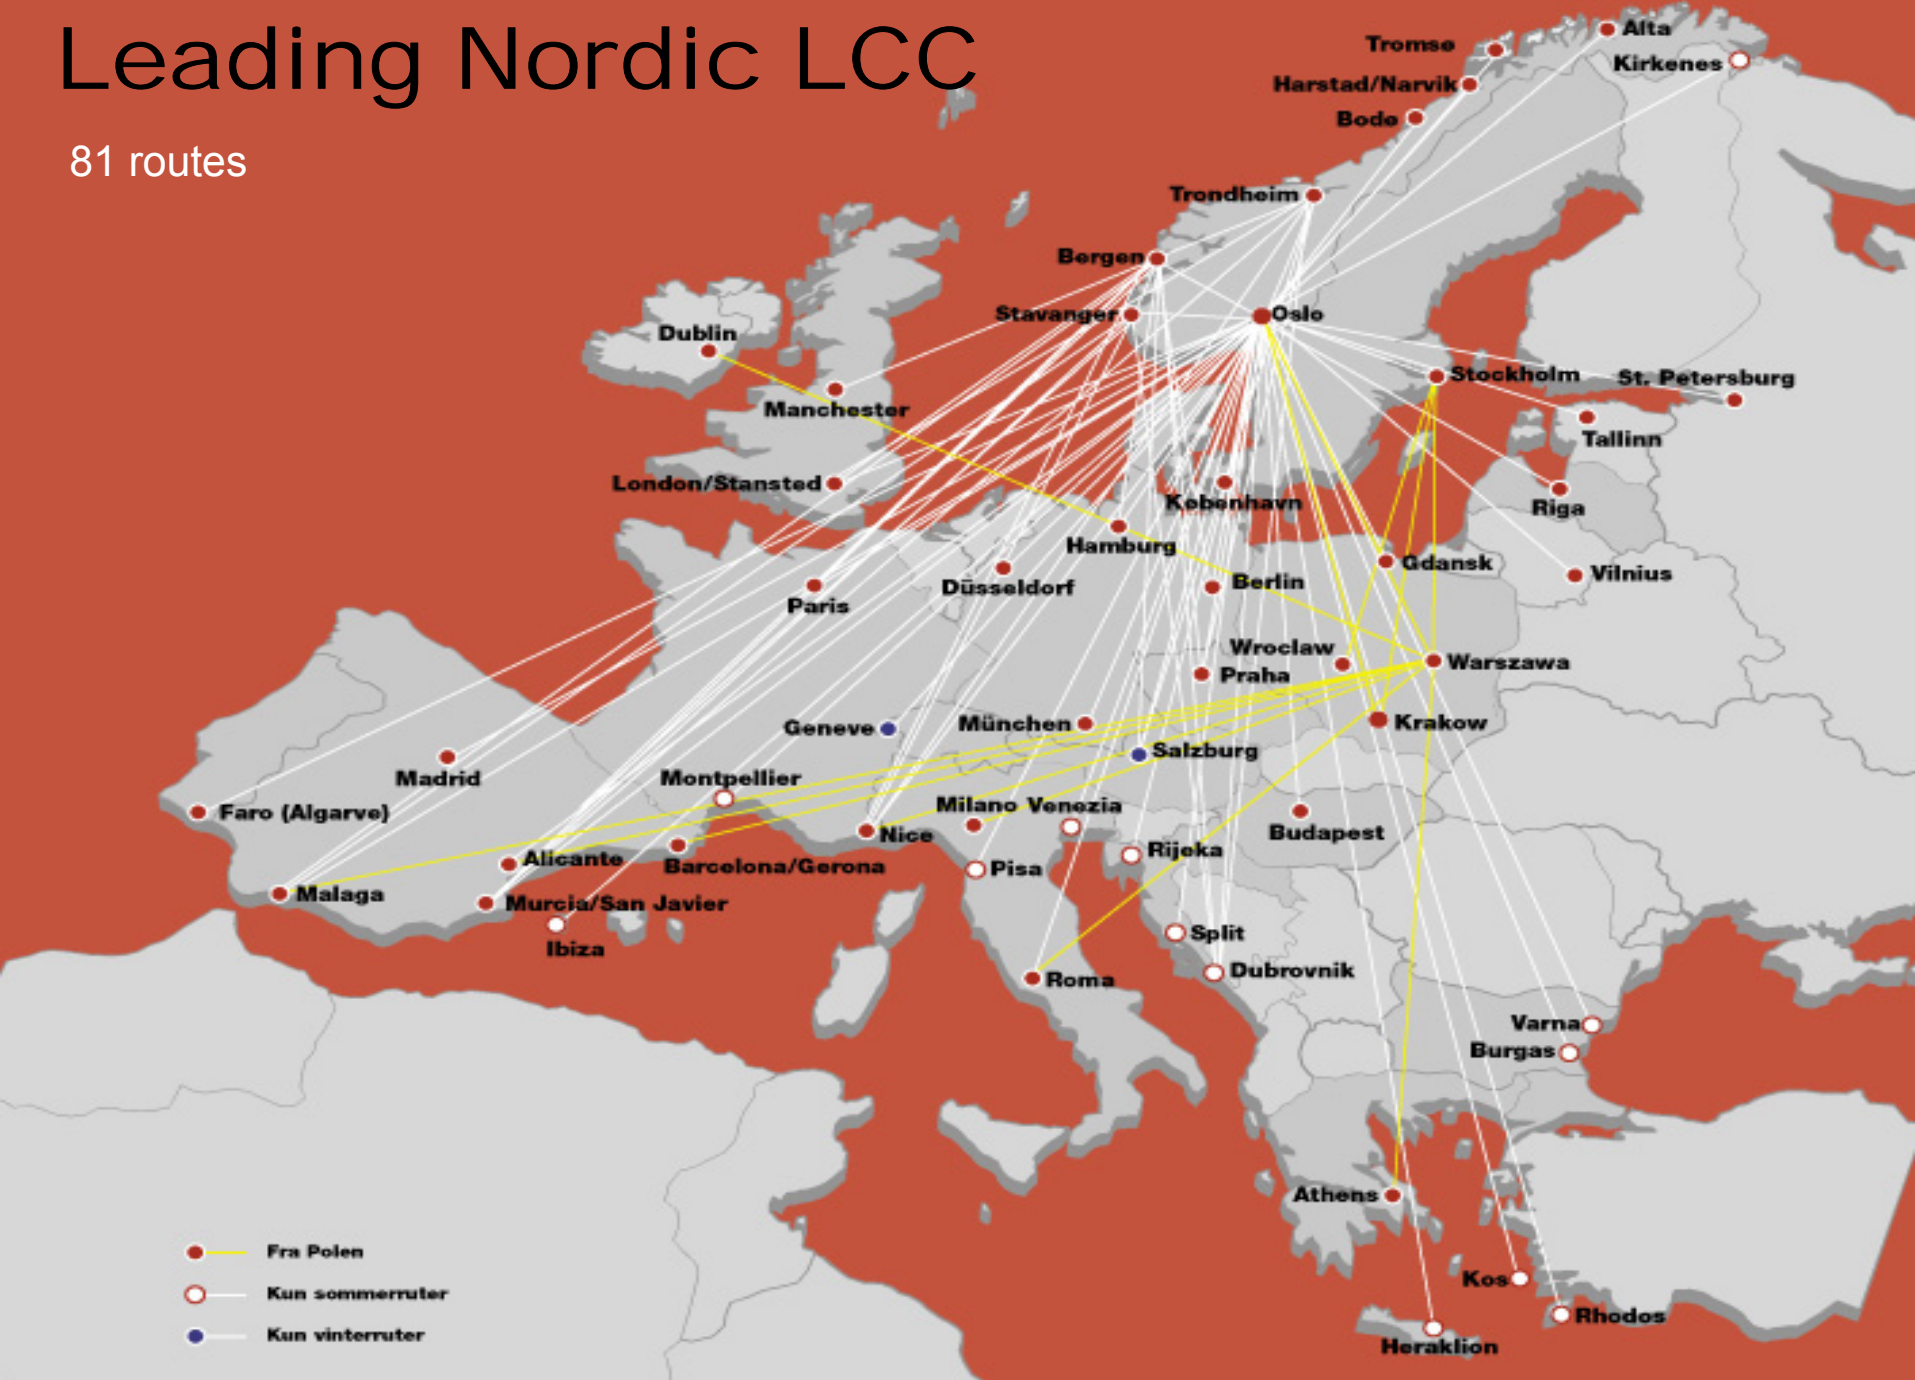 Leading Nordic LCC
81 routes
Alta
Tromsø
Kirkenes
Harstad/Narvik
Bodø
Trondheim
Bergen
Stavanger
Oslo
Dublin
Stockholm
St. Petersburg
Manchester
Tallinn
London/Stansted
København
Riga
Hamburg
Gdansk
Vilnius
Düsseldorf
Berlin
Paris
Wroclaw
Warszawa
Praha
Geneve
München
Krakow
Salzburg
Madrid
Montpellier
Milano
Venezia
Faro (Algarve)
Nice
Budapest
Rijeka
Alicante
Barcelona/Gerona
Pisa
Malaga
Murcia/San Javier
Ibiza
Split
Dubrovnik
Roma
Varna
Burgas
Athens
Fra Polen
Kos
Kun sommerruter
Rhodos
Kun vinterruter
Heraklion